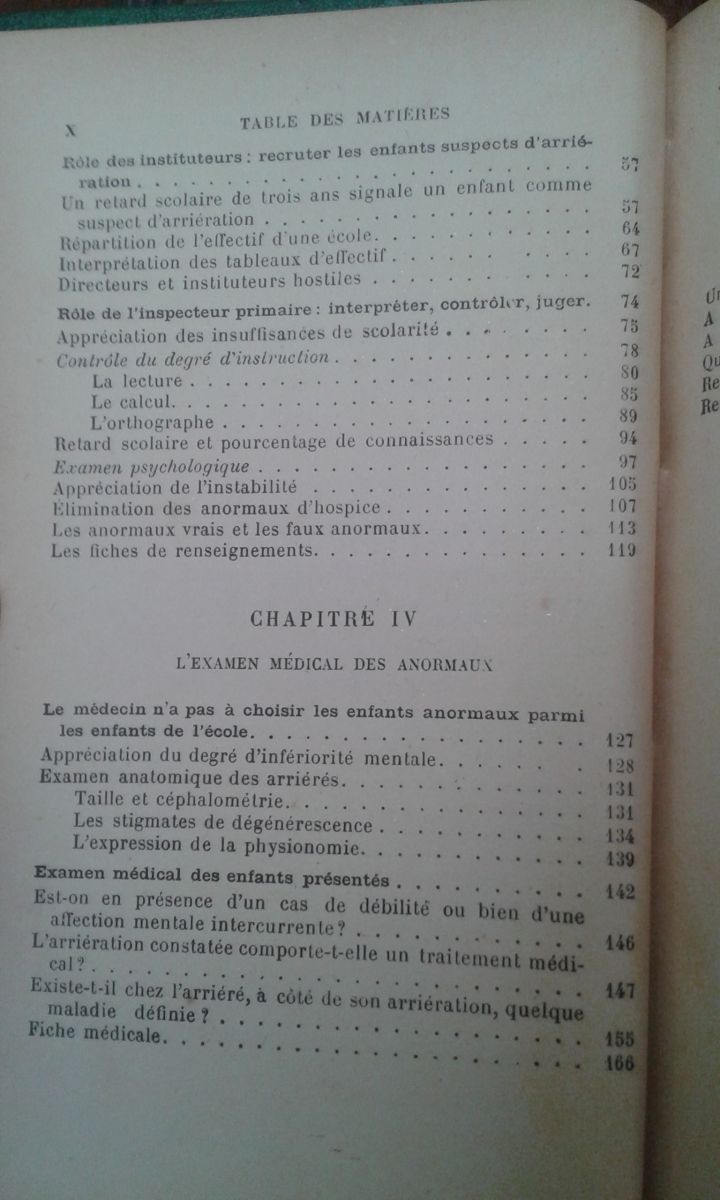 X TABLE DES MATIÈRES
Rôle des instituteurs : recruter les enfants suspects d'arrié-
ration . . . . . . . . . . . . . . . . . . 57
Un retard scolaire de trois ans signale un enfant comme
suspect d'arriération . . . . . . . . . . . . . . 57
Répartition de l'effectif d'une école. . . . . . . . . . 64
Interprétation des tableaux d'effectif . . . . . . . . . 67
Directeurs et instituteurs hostiles . . . . . . . . . . 72
Rôle de l'inspecteur primaire : interpréter, contrôler, juger. 74
Appréciation des insuffisances de scolarité . . . . . . . 75
Contrôle du degré d'instruction . . . . . . . . . . . . 78
La lecture . . . . . . . . . . . . . . . . . . 80
Le calcul. . . . . . . . . . . . . . . . . . . 85
L'orthographe . . . . . . . . . . . . . . . . . 89
Retard scolaire et pourcentage de connaissances . . . . . 94
Examen psychologique . . . . . . . . . . . . . . . 97
Appréciation de l'instabilité . . . . . . . . . . . . . 105
Élimination des anormaux d'hospice . . . . . . . . . . 107
Les anormaux vrais et les faux anormaux. . . . . . . . . 113
Les fiches de renseignements. . . . . . . . . . . . . 119
CHAPITRE IV
L'EXAMEN MÉDICAL DES ANORMAUX
Le médecin n'a pas à choisir les enfants anormaux parmi
les enfants de l'école. . . . . . . . . . . . . . . 127
Appréciation du degré d'infériorité mentale. . . . . . . 128
Examen anatomique des arriérés. . . . . . . . . . . . 131
Taille et céphalométrie. . . . . . . . . . . . . . 131
Les stigmates de dégénérescence . . . . . . . . . . 134
L'expression de la physionomie. . . . . . . . . . . 139
Examen médical des enfants présentés . . . . . . . . . 142
Est-on en présence d'un cas de débilité ou bien d'une
affection mentale intercurrente ? . . . . . . . . . . 146
L'arriération constatée comporte-t-elle un traitement médi-
cal ? . . . . . . . . . . . . . . . . . . . . 147
Existe-t-il chez l'arriéré, à côté de son arriération, quelque
maladie définie ? . . . . . . . . . . . . . . . . 155
Fiche médicale. . . . . . . . . . . . . . . . . . 166
A
A
Re
Re